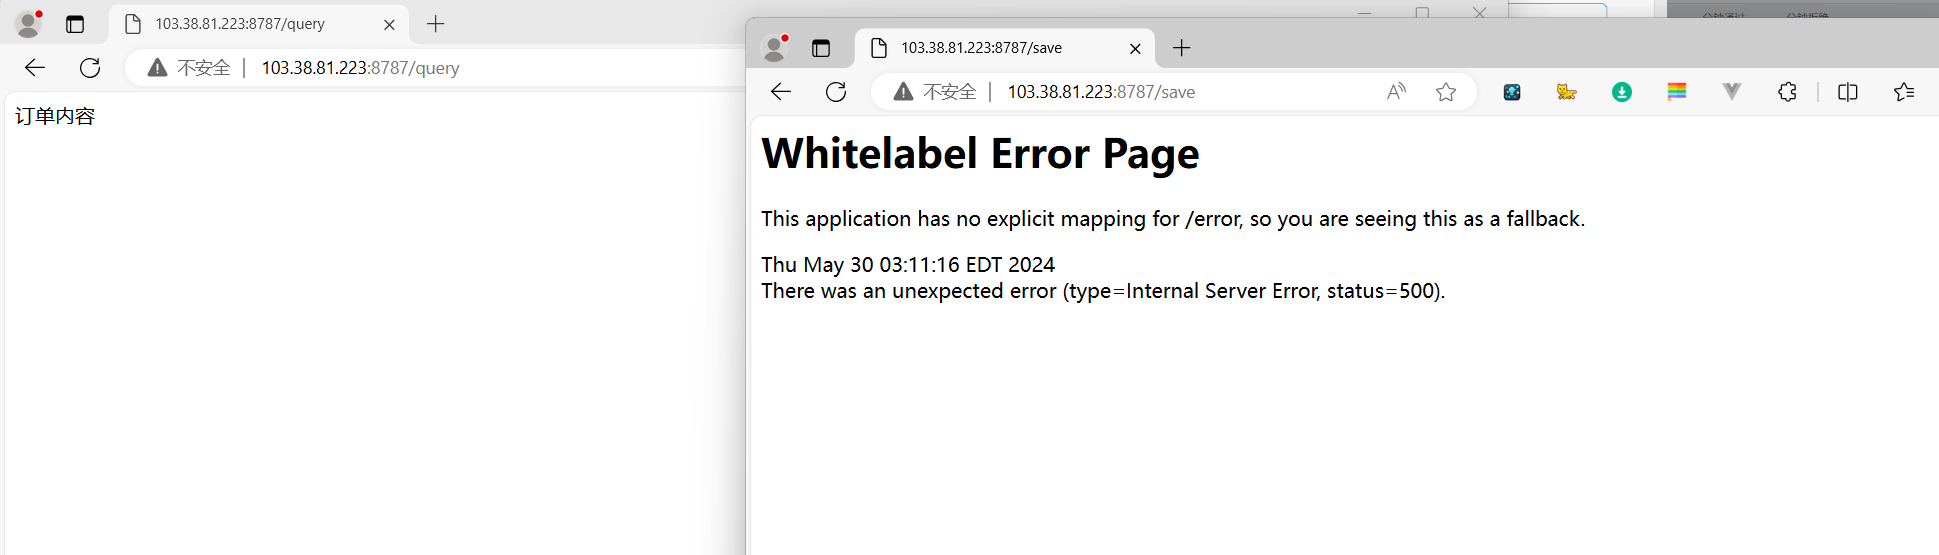 103.38.81.223:8787/query
不安全 | 103.38.81.223:8787/query
订单内容
103.38.81.223:8787/save
不安全 | 103.38.81.223:8787/save
Whitelabel Error Page
This application has no explicit mapping for /error, so you are seeing this as a fallback.
Thu May 30 03:11:16 EDT 2024
There was an unexpected error (type=Internal Server Error, status=500).